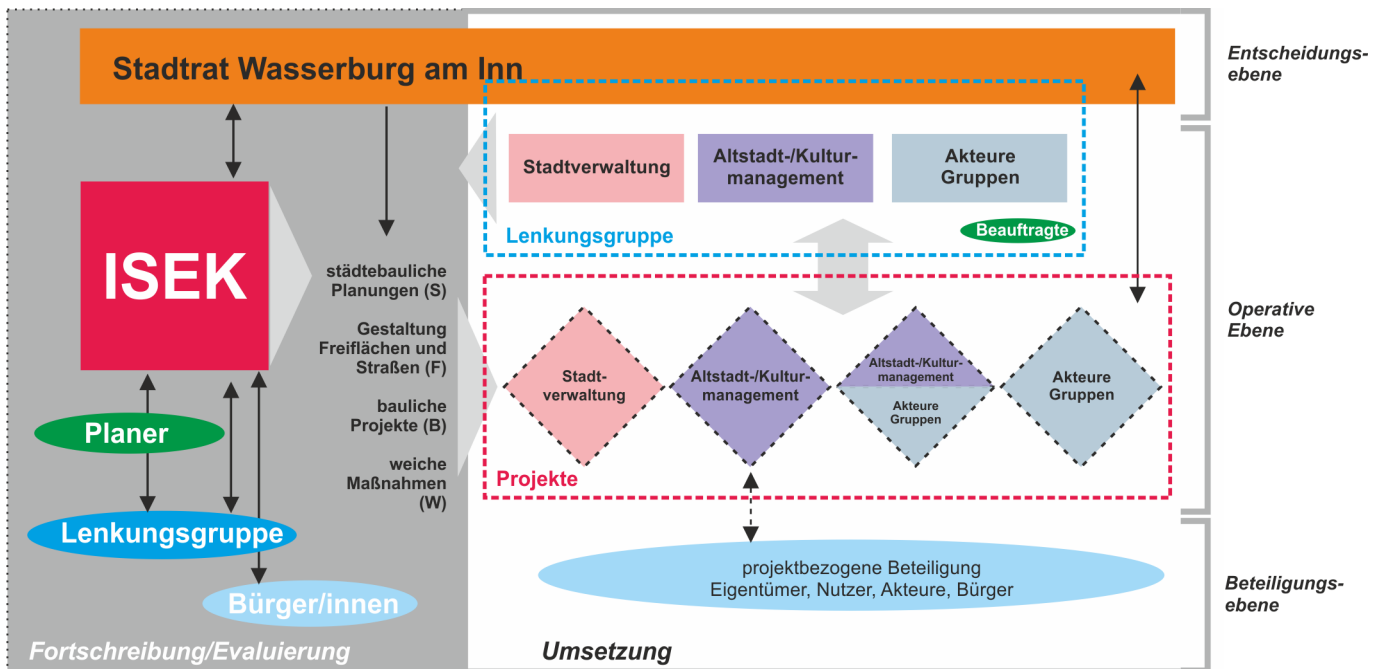 Stadtrat Wasserburg am Inn
Entscheidungs-
ebene
Stadtverwaltung
Altstadt-/Kultur-
management
Akteure
Gruppen
Beauftragte
Lenkungsgruppe
ISEK
städtebauliche
Planungen (S)
Gestaltung
Freiflächen und
Straßen (F)
bauliche
Projekte (B)
weiche
Maßnahmen
(W)
Operative
Ebene
Stadt-
verwaltung
Altstadt-/Kultur-
management
Altstadt-/Kultur-
management
Akteure
Gruppen
Akteure
Gruppen
Projekte
Planer
Lenkungsgruppe
Bürger/innen
projektbezogene Beteiligung
Eigentümer, Nutzer, Akteure, Bürger
Beteiligungs-
ebene
Fortschreibung/Evaluierung
Umsetzung